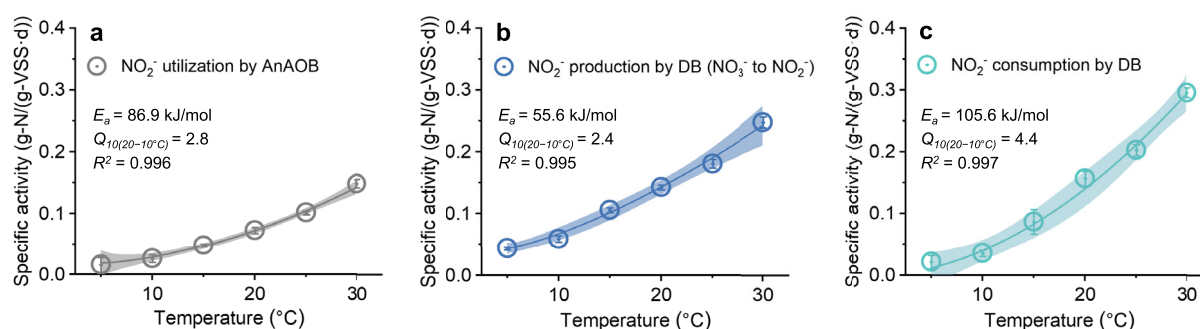 a
NO₂⁻ utilization by AnAOB
Eₐ = 86.9 kJ/mol
Q₁₀₍₂₀₋₁₀°C₎ = 2.8
R² = 0.996
Specific activity (g-N/(g-VSS·d))
0.4
0.3
0.2
0.1
0.0
10
20
30
Temperature (°C)
b
NO₂⁻ production by DB (NO₃⁻ to NO₂⁻)
Eₐ = 55.6 kJ/mol
Q₁₀₍₂₀₋₁₀°C₎ = 2.4
R² = 0.995
Specific activity (g-N/(g-VSS·d))
0.4
0.3
0.2
0.1
0.0
10
20
30
Temperature (°C)
c
NO₂⁻ consumption by DB
Eₐ = 105.6 kJ/mol
Q₁₀₍₂₀₋₁₀°C₎ = 4.4
R² = 0.997
Specific activity (g-N/(g-VSS·d))
0.4
0.3
0.2
0.1
0.0
10
20
30
Temperature (°C)